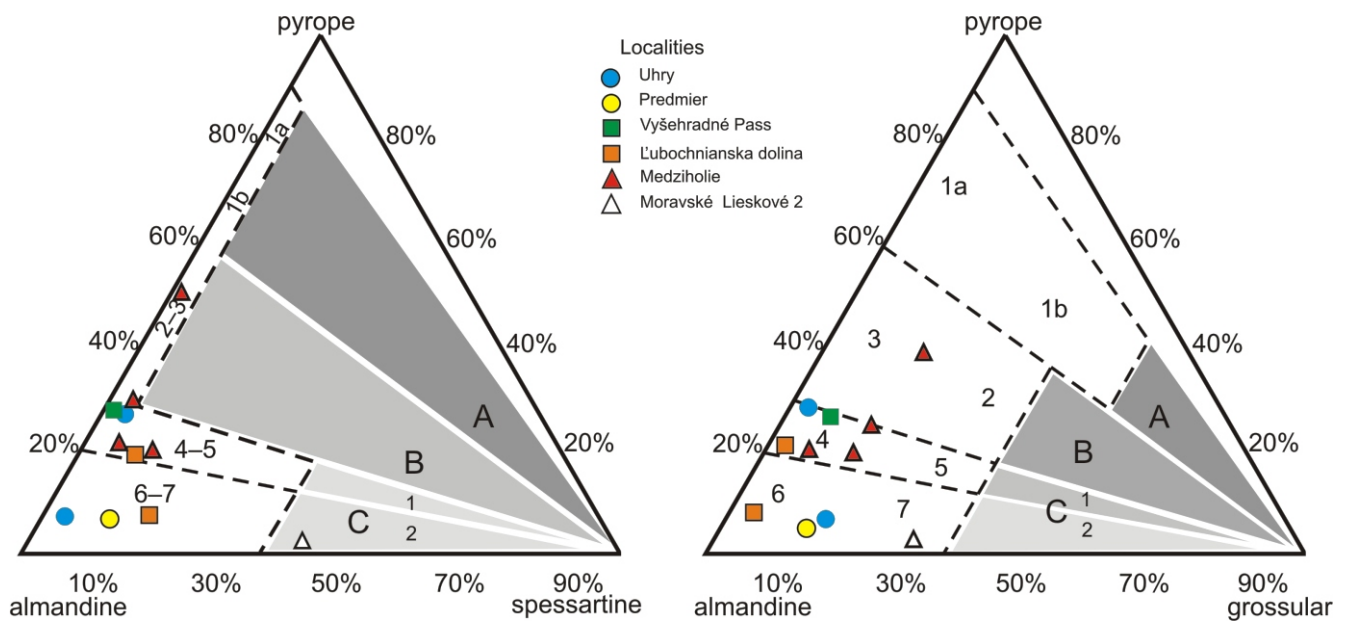 pyrope
80%
80%
1a
1b
60%
60%
2–3
40%
40%
20%
20%
4–5
6–7
A
B
C
1
2
10%
30%
50%
70%
90%
almandine
spessartine
Localities
Uhry
Predmier
Vyšehradné Pass
Ľubochnianska dolina
Medziholie
Moravské Lieskové 2
pyrope
80%
80%
1a
60%
60%
1b
40%
40%
3
2
20%
20%
4
5
6
7
A
B
C
1
2
10%
30%
50%
70%
90%
almandine
grossular